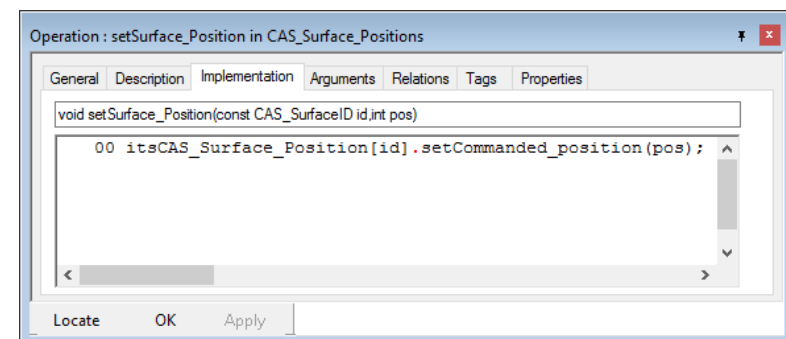 Operation : setSurface_Position in CAS_Surface_Positions
General Description Implementation Arguments Relations Tags Properties
void setSurface_Position(const CAS_SurfaceID id,int pos)
00 itsCAS_Surface_Position[id].setCommanded_position(pos);
Locate OK Apply